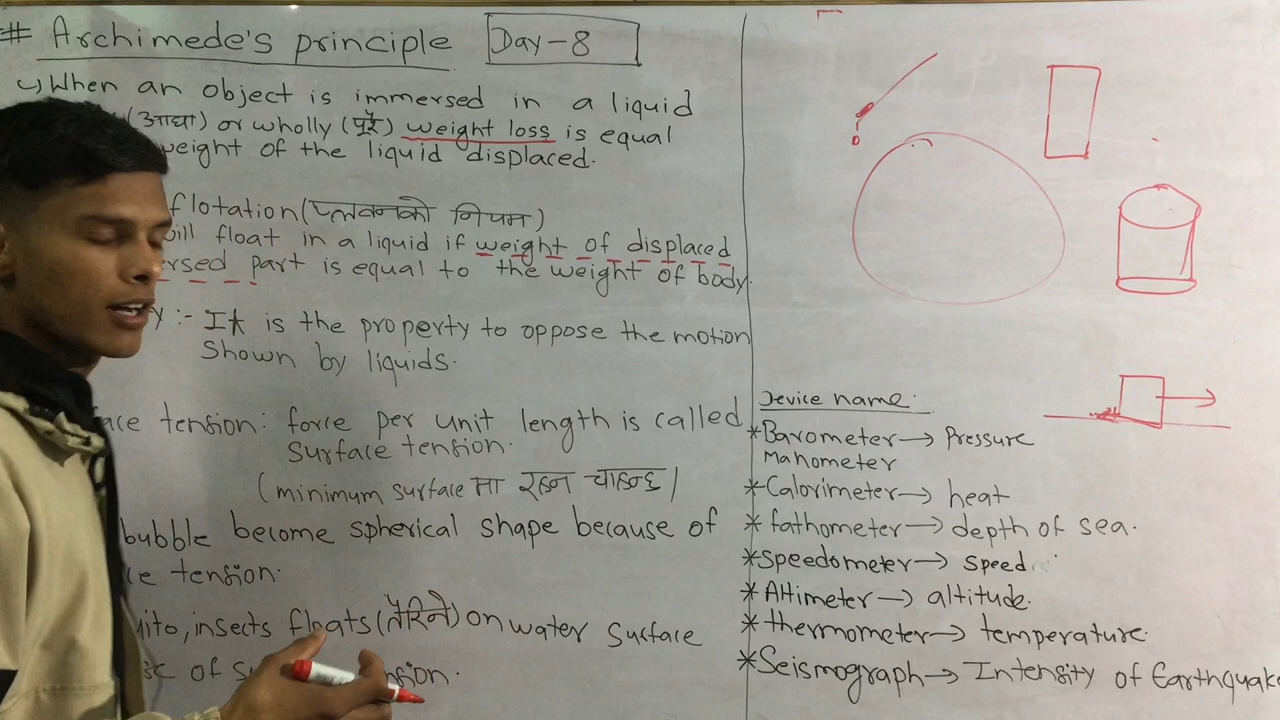 # Archimede's principle Day-8
When an object is immersed in a liquid
(आधा) or wholly (पुरै) weight loss is equal
weight of the liquid displaced.
flotation (प्लवनको नियम)
will float in a liquid if weight of displaced
part is equal to the weight of body.
y :- It is the property to oppose the motion
Shown by liquids.
tension: force per unit length is called
Surface tension.
(minimum surface मा रहन चाहन्छ)
bubble become spherical shape because of
tension.
insects floats (तैरिने) on water surface
of
Device name:
*Barometer→ Pressure
Manometer
*Calorimeter→ heat
*fathometer→ depth of sea.
*Speedometer→ speed.
*Altimeter→ altitude.
*thermometer→ temperature.
*Seismograph→ Intensity of Earthquake